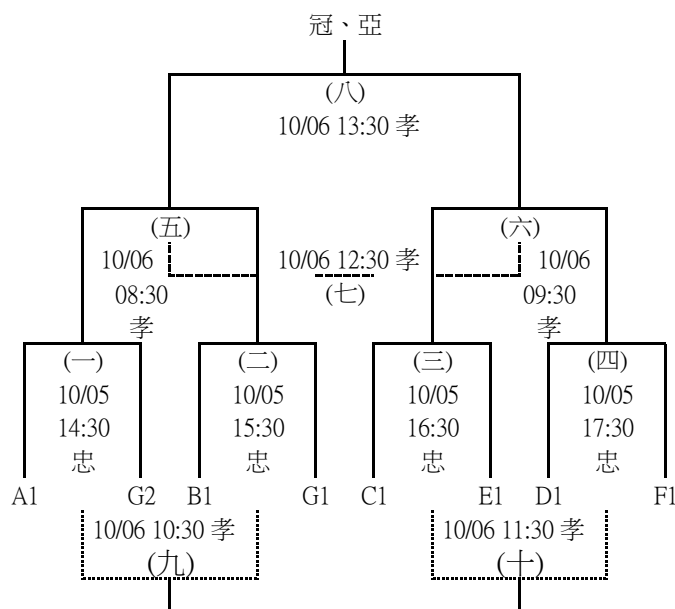 冠、亞
(八)
10/06 13:30 孝
(五)
(六)
10/06
10/06 12:30 孝
10/06
08:30
(七)
09:30
孝
孝
(一)
(二)
(三)
(四)
10/05
10/05
10/05
10/05
14:30
15:30
16:30
17:30
忠
忠
忠
忠
A1
G2
B1
G1
C1
E1
D1
F1
10/06 10:30 孝
10/06 11:30 孝
(九)
(十)